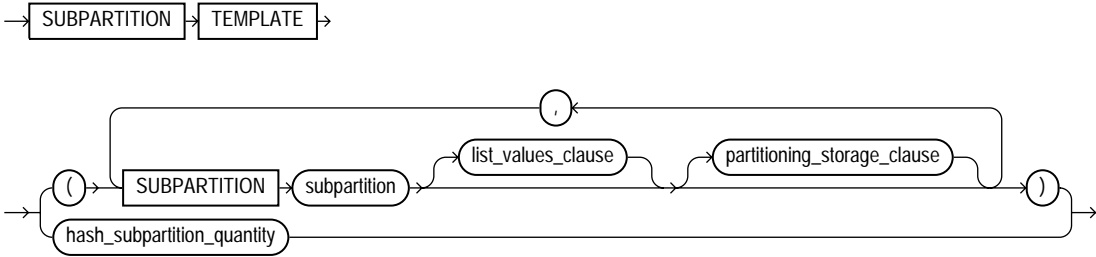 SUBPARTITION TEMPLATE
,
list_values_clause partitioning_storage_clause
( SUBPARTITION subpartition )
hash_subpartition_quantity